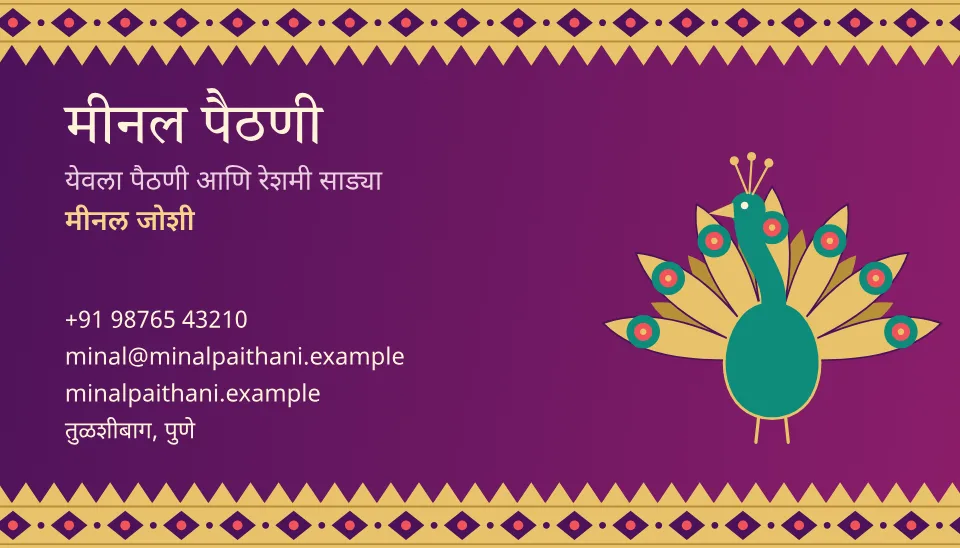 मीनल पैठणी
येवला पैठणी आणि रेशमी साड्या
मीनल जोशी
+91 98765 43210
minal@minalpaithani.example
minalpaithani.example
तुळशीबाग, पुणे